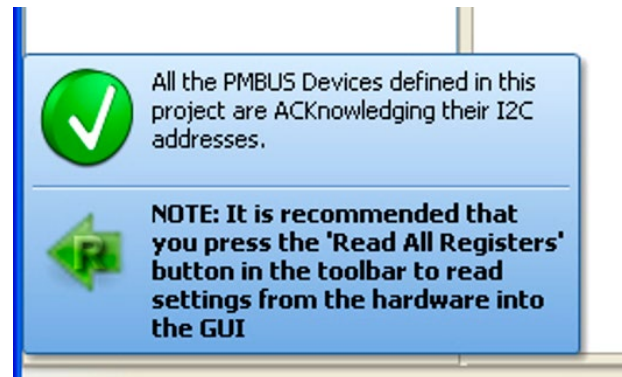 All the PMBUS Devices defined in this
project are ACKnowledging their I2C
addresses.
R
NOTE: It is recommended that
you press the 'Read All Registers'
button in the toolbar to read
settings from the hardware into
the GUI